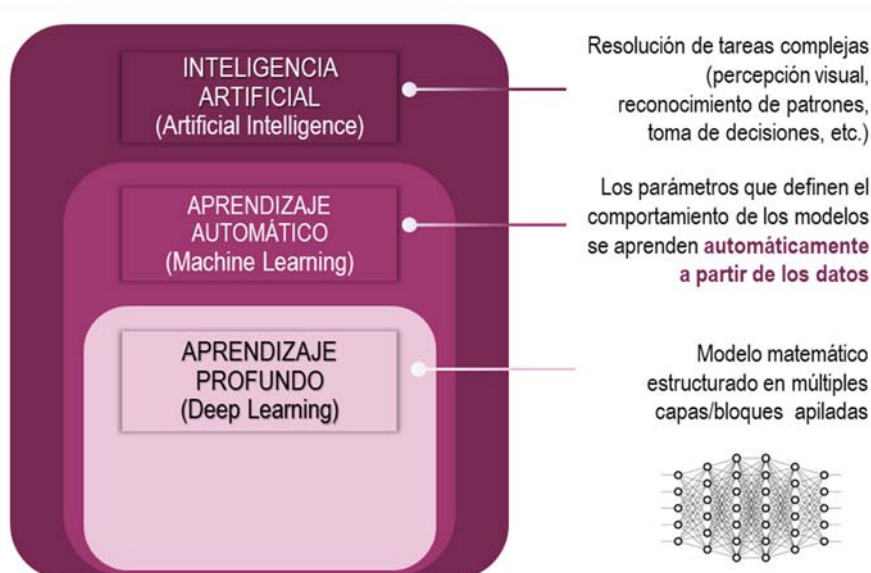 INTELIGENCIA
ARTIFICIAL
(Artificial Intelligence)
Resolución de tareas complejas
(percepción visual,
reconocimiento de patrones,
toma de decisiones, etc.)
APRENDIZAJE
AUTOMÁTICO
(Machine Learning)
Los parámetros que definen el
comportamiento de los modelos
se aprenden automáticamente
a partir de los datos
APRENDIZAJE
PROFUNDO
(Deep Learning)
Modelo matemático
estructurado en múltiples
capas/bloques apiladas